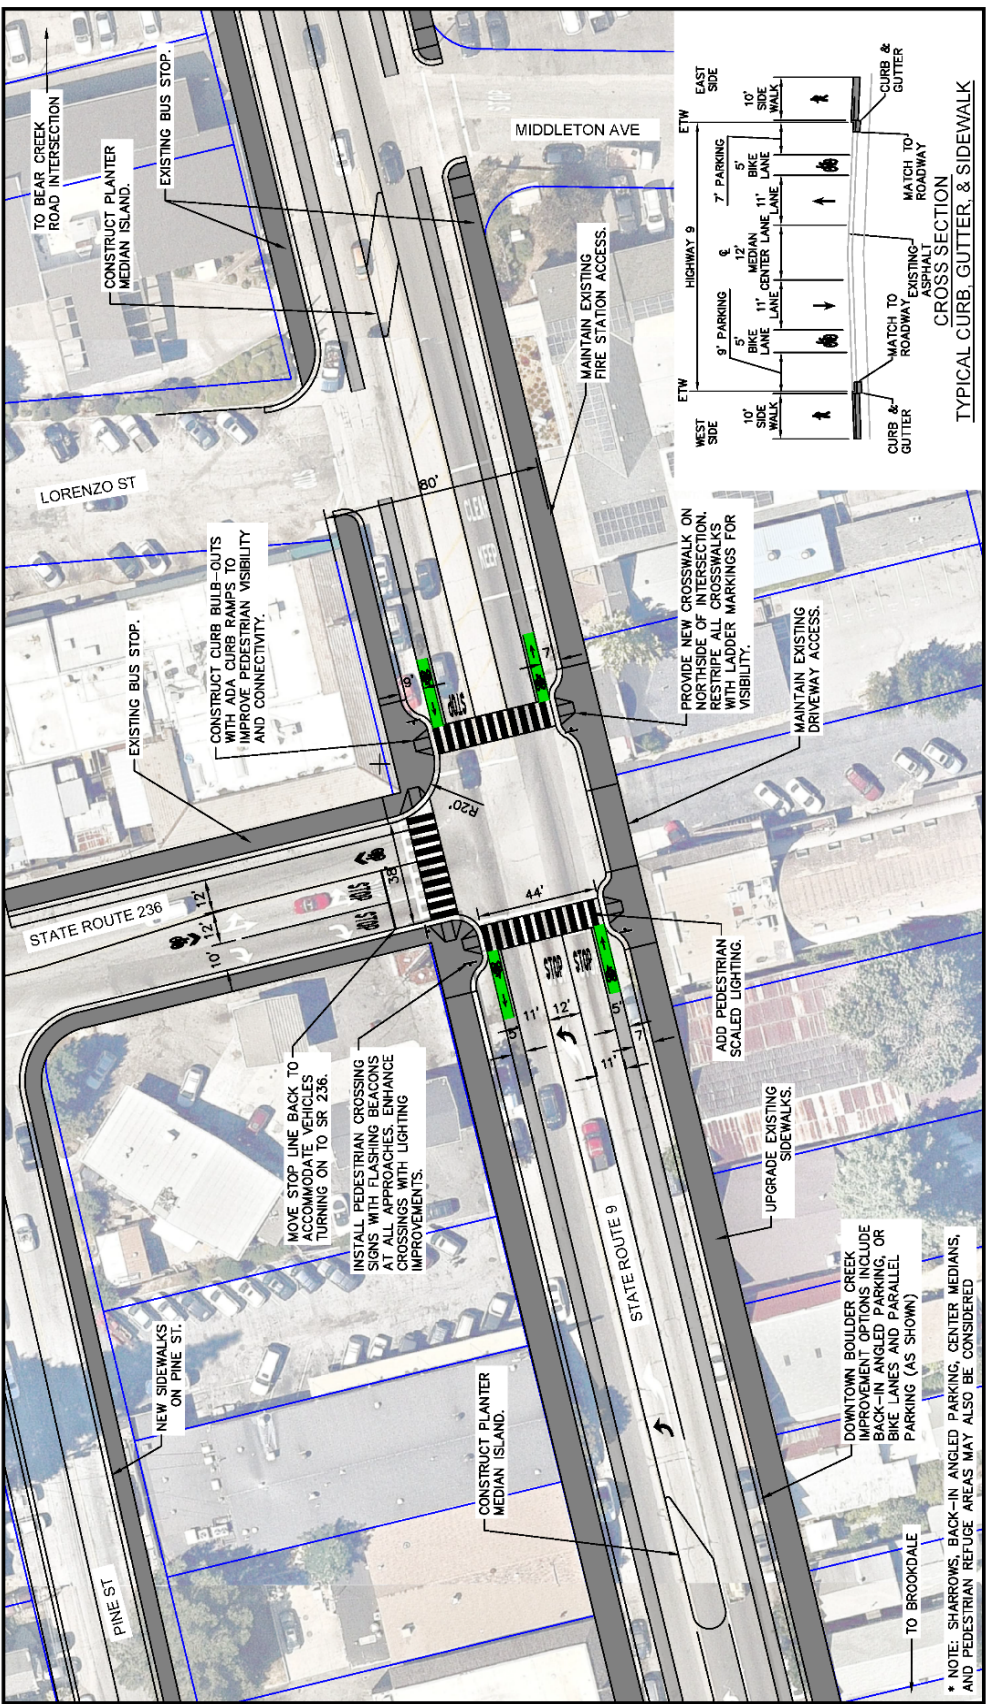 TO BEAR CREEK
ROAD INTERSECTION
EXISTING BUS STOP.
CONSTRUCT PLANTER
MEDIAN ISLAND.
MIDDLETON AVE
LORENZO ST
MAINTAIN EXISTING
FIRE STATION ACCESS.
80'
CLEAR
KEEP
CONSTRUCT CURB BULB-OUTS
WITH ADA CURB RAMPS TO
IMPROVE PEDESTRIAN VISIBILITY
AND CONNECTIVITY.
EXISTING BUS STOP.
9'
7'
R20'
PROVIDE NEW CROSSWALK ON
NORTHSIDE OF INTERSECTION.
RESTRIPE ALL CROSSWALKS
WITH LADDER MARKINGS FOR
VISIBILITY.
MAINTAIN EXISTING
DRIVEWAY ACCESS.
STATE ROUTE 236
12'
12'
10'
38'
STOP
STOP
STOP
44'
STOP
STOP
MOVE STOP LINE BACK TO
ACCOMMODATE VEHICLES
TURNING ON TO SR 236.
INSTALL PEDESTRIAN CROSSING
SIGNS WITH FLASHING BEACONS
AT ALL APPROACHES. ENHANCE
CROSSINGS WITH LIGHTING
IMPROVEMENTS.
ADD PEDESTRIAN
SCALED LIGHTING.
5'
11'
12'
11'
5'
7'
STATE ROUTE 9
UPGRADE EXISTING
SIDEWALKS.
NEW SIDEWALKS
ON PINE ST.
PINE ST
CONSTRUCT PLANTER
MEDIAN ISLAND.
DOWNTOWN BOULDER CREEK
IMPROVEMENT OPTIONS INCLUDE
BACK-IN ANGLED PARKING, OR
BIKE LANES AND PARALLEL
PARKING (AS SHOWN)
TO BROOKDALE
* NOTE: SHARROWS, BACK-IN ANGLED PARKING, CENTER MEDIANS,
AND PEDESTRIAN REFUGE AREAS MAY ALSO BE CONSIDERED
WEST
SIDE
ETW
HIGHWAY 9
ETW
EAST
SIDE
10'
SIDE
WALK
9' PARKING
5'
BIKE
LANE
11'
LANE
℄
12'
MEDIAN
CENTER LANE
11'
LANE
7' PARKING
5'
BIKE
LANE
10'
SIDE
WALK
CURB &
GUTTER
MATCH TO
ROADWAY
EXISTING
ASPHALT
MATCH TO
ROADWAY
CURB &
GUTTER
CROSS SECTION
TYPICAL CURB, GUTTER, & SIDEWALK